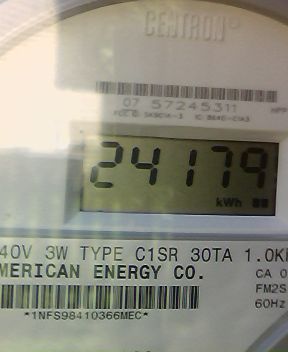 CENTRON®
07 57245311
24179
kWh
40V 3W TYPE C1SR 30TA 1.0K
MERICAN ENERGY CO. CA 0
FM2S
60Hz
*1NFS98410366MEC*